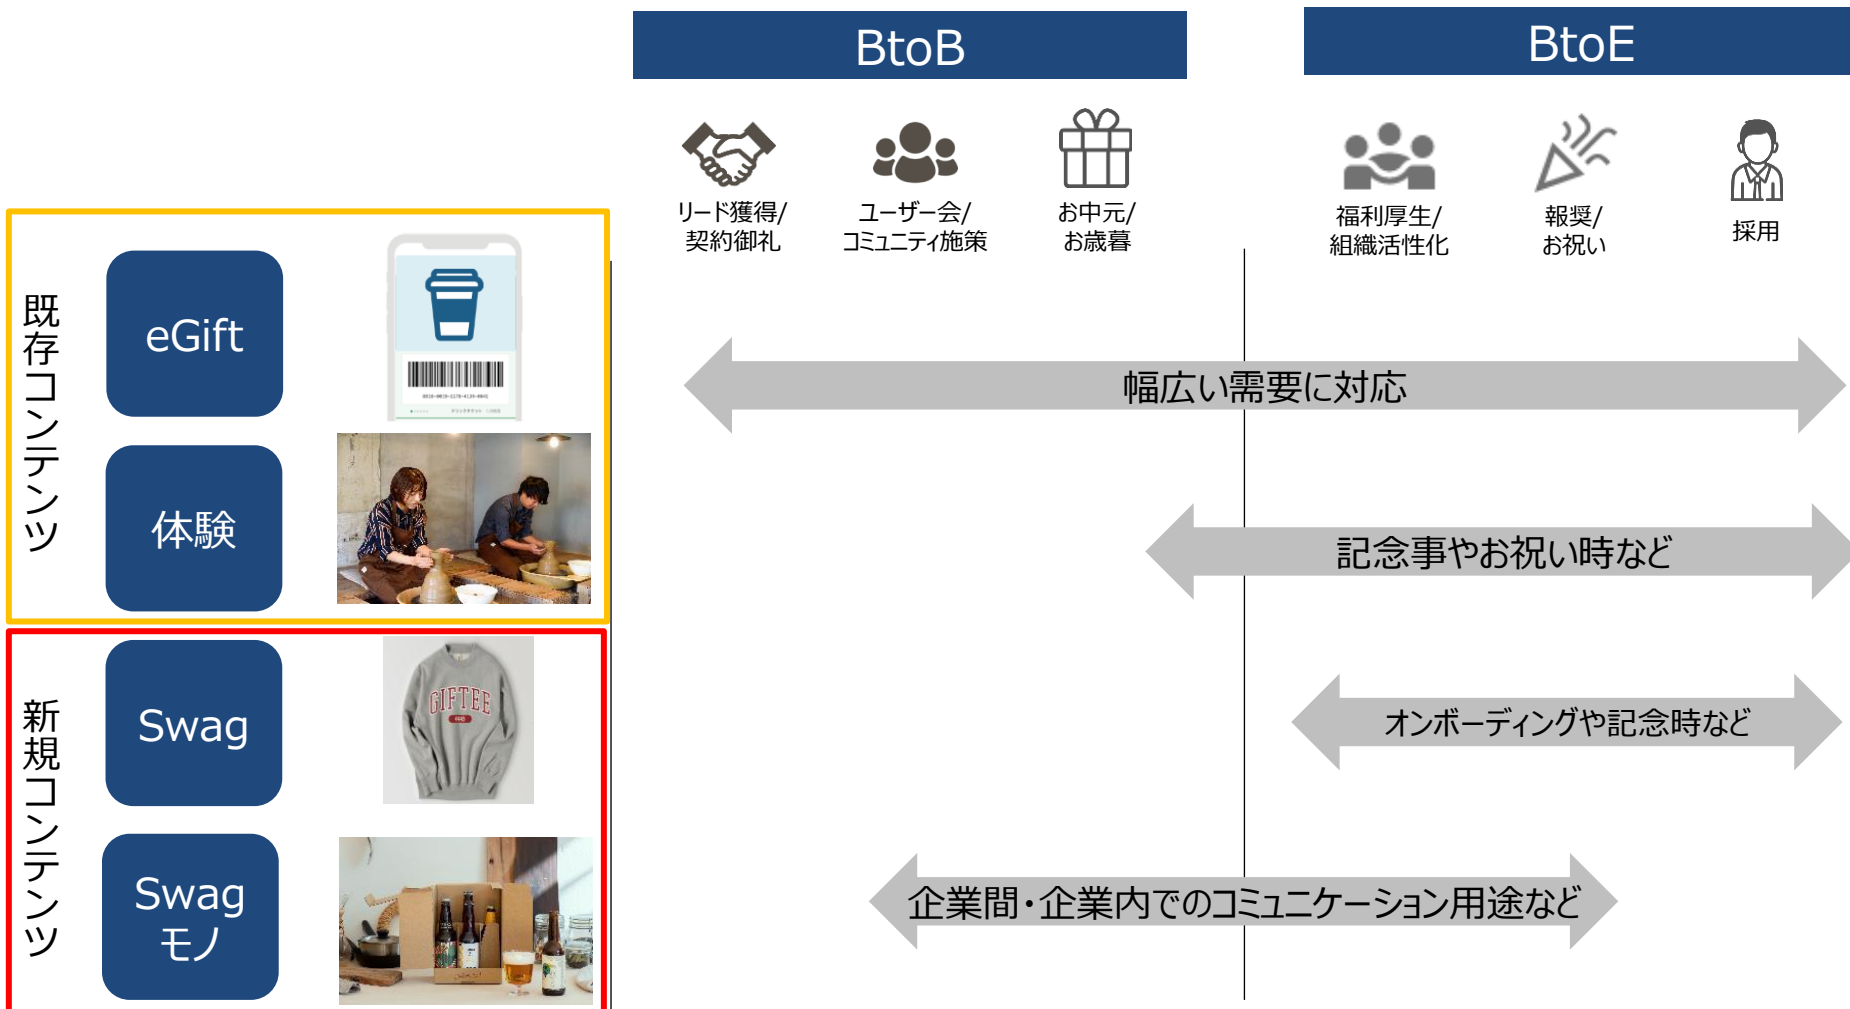 BtoB
BtoE
リード獲得/
契約御礼
ユーザー会/
コミュニティ施策
お中元/
お歳暮
福利厚生/
組織活性化
報奨/
お祝い
採用
既存コンテンツ
eGift
幅広い需要に対応
体験
記念事やお祝い時など
新規コンテンツ
Swag
GIFTEE
オンボーディングや記念時など
Swag
モノ
企業間・企業内でのコミュニケーション用途など